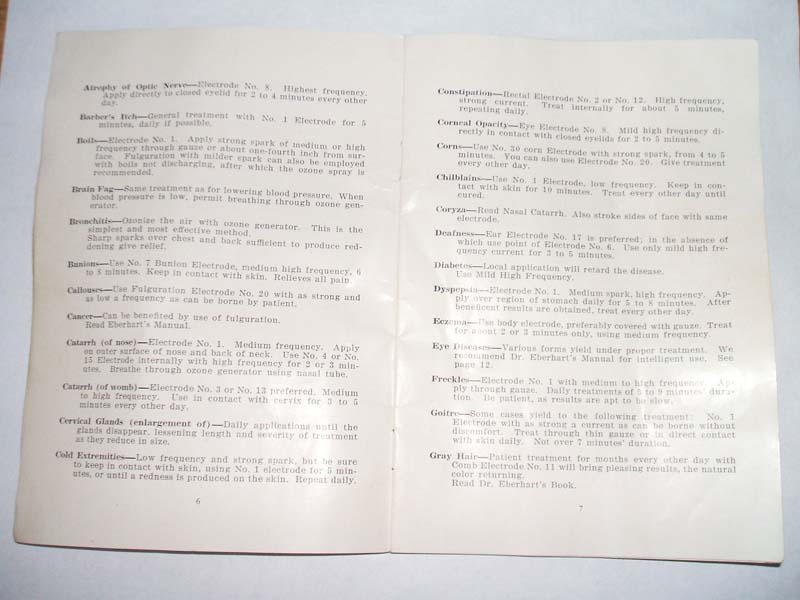 Atrophy of Optic Nerve—Electrode No. 8. Highest frequency.
Apply directly to closed eyelid for 2 to 4 minutes every other
day.
Barber's Itch—General treatment with No. 1 Electrode for 5
minutes, daily if possible.
Boils—Electrode No. 1. Apply strong spark of medium or high
frequency through gauze or about one-fourth inch from sur-
face. Fulguration with milder spark can also be employed
with boils not discharging, after which the ozone spray is
recommended.
Brain Fag—Same treatment as for lowering blood pressure. When
blood pressure is low, permit breathing through ozone gen-
erator.
Bronchitis—Ozonize the air with ozone generator. This is the
simplest and most effective method.
Sharp sparks over chest and back sufficient to produce red-
dening give relief.
Bunions—Use No. 7 Bunion Electrode, medium high frequency, 6
to 8 minutes. Keep in contact with skin. Relieves all pain.
Callouses—Use Fulguration Electrode No. 20 with as strong and
as low a frequency as can be borne by patient.
Cancer—Can be benefited by use of fulguration.
Read Eberhart's Manual.
Catarrh (of nose)—Electrode No. 1. Medium frequency. Apply
on outer surface of nose and back of neck. Use No. 4 or No.
15 Electrode internally with high frequency for 2 or 3 min-
utes. Breathe through ozone generator using nasal tube.
Catarrh (of womb)—Electrode No. 3 or No. 13 preferred. Medium
to high frequency. Use in contact with cervix for 3 to 5
minutes every other day.
Cervical Glands (enlargement of)—Daily applications until the
glands disappear, lessening length and severity of treatment
as they reduce in size.
Cold Extremities—Low frequency and strong spark, but be sure
to keep in contact with skin, using No. 1 electrode for 5 min-
utes, or until a redness is produced on the skin. Repeat daily.
6
Constipation—Rectal Electrode No. 2 or No. 12. High frequency,
strong current. Treat internally for about 5 minutes,
repeating daily.
Corneal Opacity—Eye Electrode No. 8. Mild high frequency di-
rectly in contact with closed eyelids for 2 to 5 minutes.
Corns—Use No. 30 corn Electrode with strong spark, from 4 to 5
minutes. You can also use Electrode No. 20. Give treatment
every other day.
Chilblains—Use No. 1 Electrode, low frequency. Keep in con-
tact with skin for 10 minutes. Treat every other day until
cured.
Coryza—Read Nasal Catarrh. Also stroke sides of face with same
electrode.
Deafness—Ear Electrode No. 17 is preferred; in the absence of
which use point of Electrode No. 6. Use only mild high fre-
quency current for 3 to 5 minutes.
Diabetes—Local application will retard the disease.
Use Mild High Frequency.
Dyspepsia—Electrode No. 1. Medium spark, high frequency. Ap-
ply over region of stomach daily for 5 to 8 minutes. After
beneficent results are obtained, treat every other day.
Eczema—Use body electrode, preferably covered with gauze. Treat
for about 2 or 3 minutes only, using medium frequency.
Eye Diseases—Various forms yield under proper treatment. We
recommend Dr. Eberhart's Manual for intelligent use. See
page 12.
Freckles—Electrode No. 1 with medium to high frequency. Ap-
ply through gauze. Daily treatments of 5 to 9 minutes' dura-
tion. Be patient, as results are apt to be slow.
Goitre—Some cases yield to the following treatment: No. 1
Electrode with as strong a current as can be borne without
discomfort. Treat through thin gauze or in direct contact
with skin daily. Not over 7 minutes' duration.
Gray Hair—Patient treatment for months every other day with
Comb Electrode No. 11 will bring pleasing results, the natural
color returning.
Read Dr. Eberhart's Book.
7